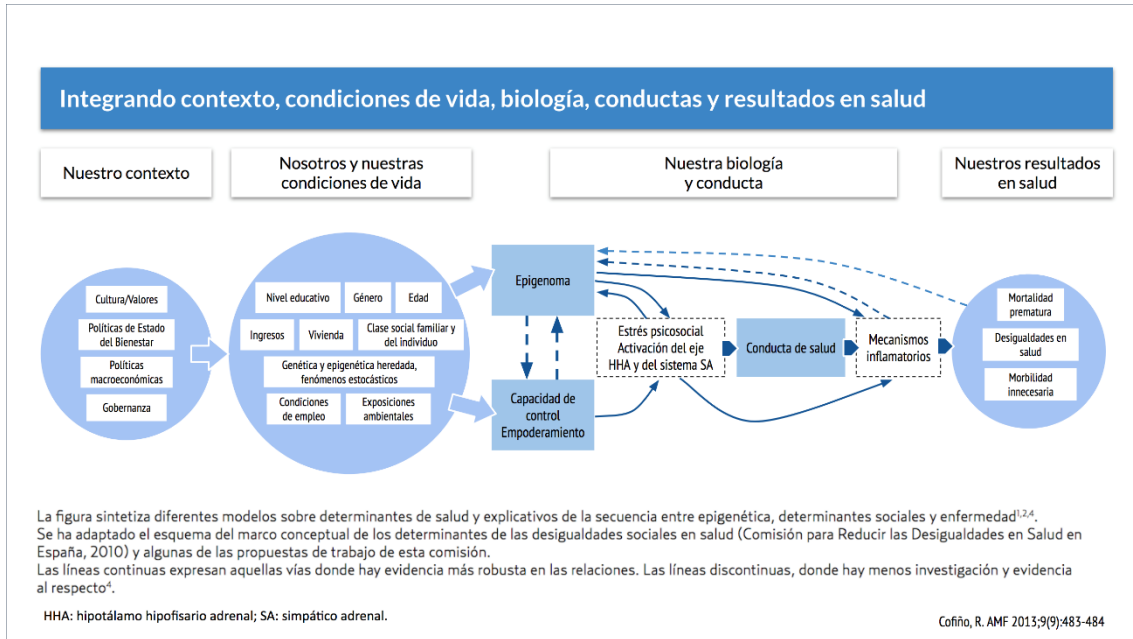 Integrando contexto, condiciones de vida, biología, conductas y resultados en salud
Nuestro contexto
Nosotros y nuestras
condiciones de vida
Nuestra biología
y conducta
Nuestros resultados
en salud
Cultura/Valores
Políticas de Estado
del Bienestar
Políticas
macroeconómicas
Gobernanza
Nivel educativo
Género
Edad
Ingresos
Vivienda
Clase social familiar y
del individuo
Genética y epigenética heredada,
fenómenos estocásticos
Condiciones
de empleo
Exposiciones
ambientales
Epigenoma
Capacidad de
control
Empoderamiento
Estrés psicosocial
Activación del eje
HHA y del sistema SA
Conducta de salud
Mecanismos
inflamatorios
Mortalidad
prematura
Desigualdades
en salud
Morbilidad
innecesaria
La figura sintetiza diferentes modelos sobre determinantes de salud y explicativos de la secuencia entre epigenética, determinantes sociales y enfermedad1,2,4.
Se ha adaptado el esquema del marco conceptual de los determinantes de las desigualdades sociales en salud (Comisión para Reducir las Desigualdades en Salud en
España, 2010) y algunas de las propuestas de trabajo de esta comisión.
Las líneas continuas expresan aquellas vías donde hay evidencia más robusta en las relaciones. Las líneas discontinuas, donde hay menos investigación y evidencia
al respecto4.
HHA: hipotálamo hipofisario adrenal; SA: simpático adrenal.
Cofiño, R. AMF 2013;9(9):483-484